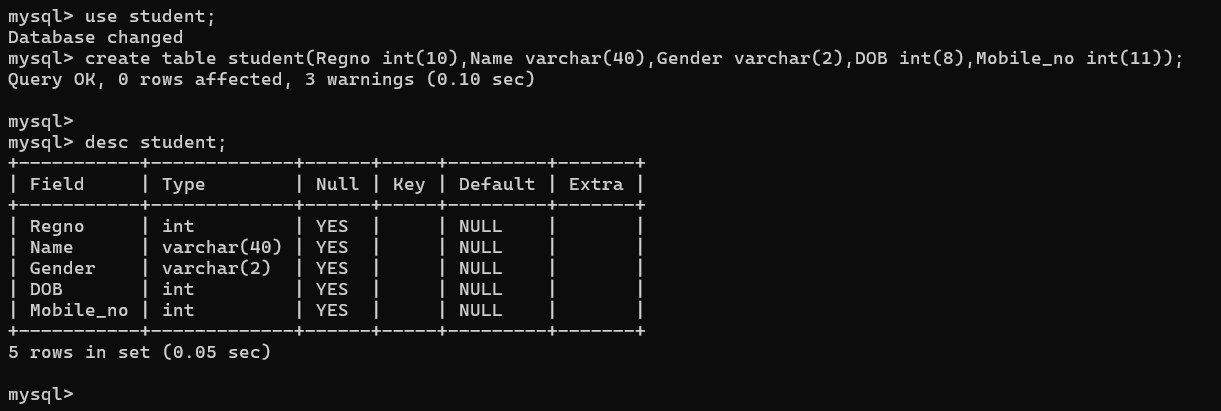 mysql> use student;
Database changed
mysql> create table student(Regno int(10),Name varchar(40),Gender varchar(2),DOB int(8),Mobile_no int(11));
Query OK, 0 rows affected, 3 warnings (0.10 sec)

mysql>
mysql> desc student;
+-----------+-------------+------+-----+---------+-------+
| Field     | Type        | Null | Key | Default | Extra |
+-----------+-------------+------+-----+---------+-------+
| Regno     | int         | YES  |     | NULL    |       |
| Name      | varchar(40) | YES  |     | NULL    |       |
| Gender    | varchar(2)  | YES  |     | NULL    |       |
| DOB       | int         | YES  |     | NULL    |       |
| Mobile_no | int         | YES  |     | NULL    |       |
+-----------+-------------+------+-----+---------+-------+
5 rows in set (0.05 sec)

mysql>